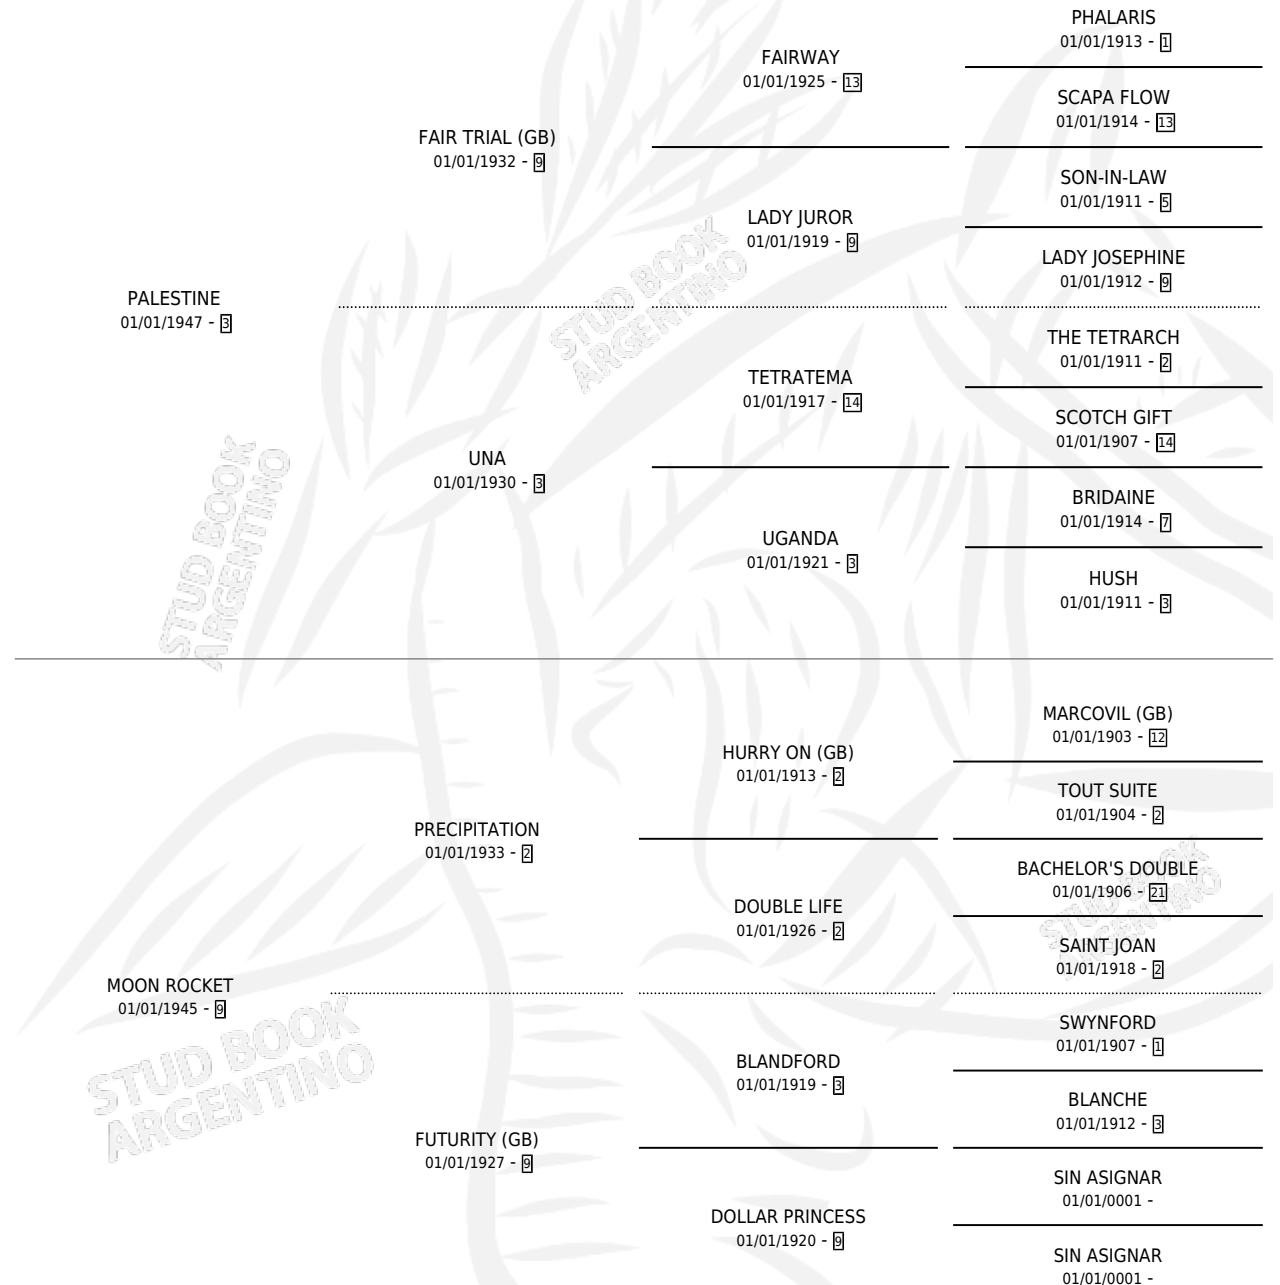 PHALARIS
01/01/1913 - 1
FAIRWAY
01/01/1925 - 13
SCAPA FLOW
01/01/1914 - 13
FAIR TRIAL (GB)
01/01/1932 - 9
SON-IN-LAW
01/01/1911 - 5
LADY JUROR
01/01/1919 - 9
LADY JOSEPHINE
01/01/1912 - 9
PALESTINE
01/01/1947 - 3
THE TETRARCH
01/01/1911 - 2
TETRATEMA
01/01/1917 - 14
SCOTCH GIFT
01/01/1907 - 14
UNA
01/01/1930 - 3
BRIDAINE
01/01/1914 - 7
UGANDA
01/01/1921 - 3
HUSH
01/01/1911 - 3
MARCOVIL (GB)
01/01/1903 - 12
HURRY ON (GB)
01/01/1913 - 2
TOUT SUITE
01/01/1904 - 2
PRECIPITATION
01/01/1933 - 2
BACHELOR'S DOUBLE
01/01/1906 - 21
DOUBLE LIFE
01/01/1926 - 2
SAINT JOAN
01/01/1918 - 2
MOON ROCKET
01/01/1945 - 9
SWYNFORD
01/01/1907 - 1
BLANDFORD
01/01/1919 - 3
BLANCHE
01/01/1912 - 3
FUTURITY (GB)
01/01/1927 - 9
SIN ASIGNAR
01/01/0001 -
DOLLAR PRINCESS
01/01/1920 - 9
SIN ASIGNAR
01/01/0001 -
STUD BOOK
ARGENTINO
STUD BOOK
ARGENTINO
STUD BOOK
ARGENTINO
STUD BOOK
ARGENTINO